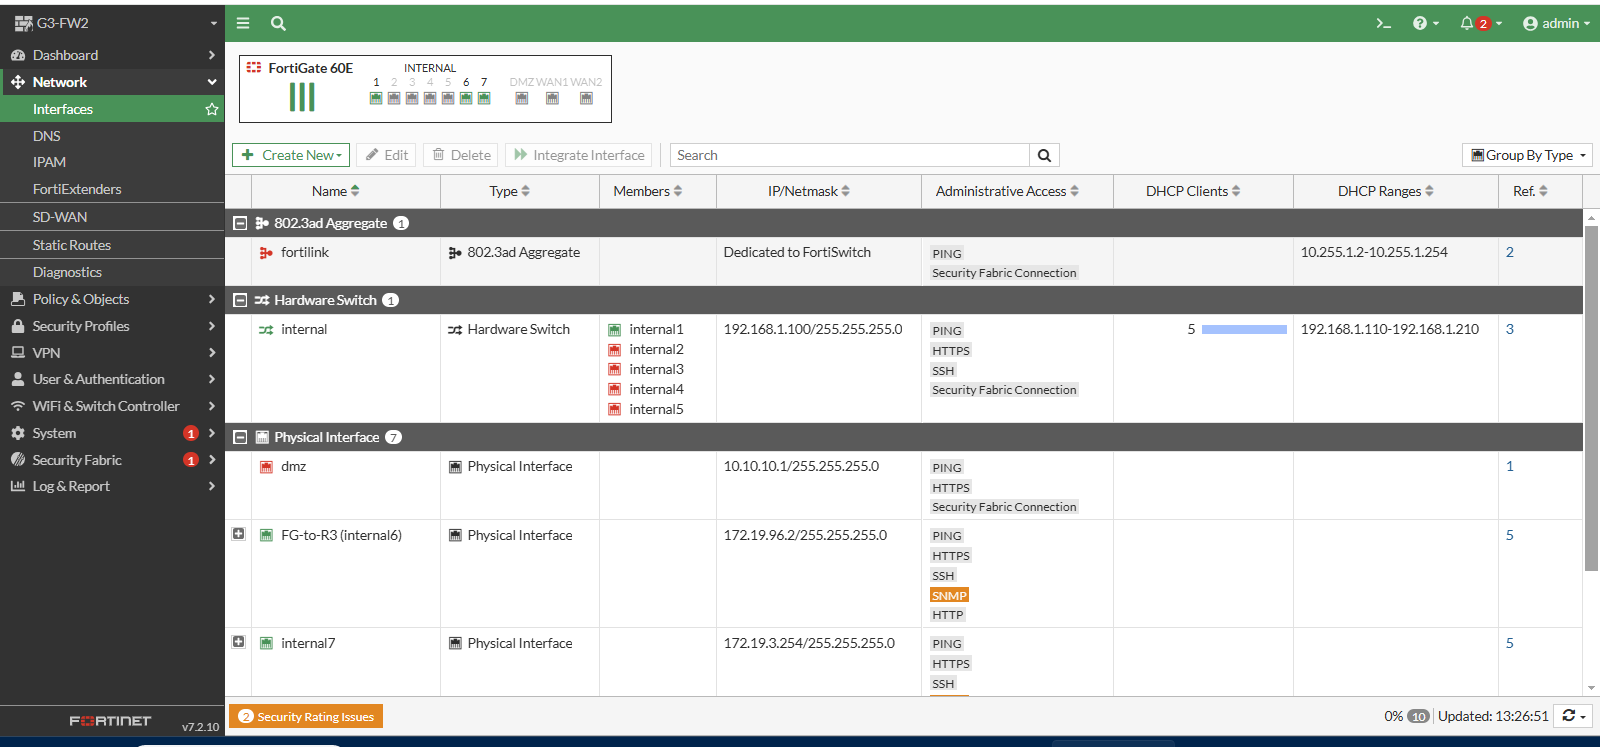 G3-FW2
2
admin
Dashboard
Network
Interfaces
DNS
IPAM
FortiExtenders
SD-WAN
Static Routes
Diagnostics
Policy & Objects
Security Profiles
VPN
User & Authentication
WiFi & Switch Controller
System 1
Security Fabric 1
Log & Report
FORTINET v7.2.10
FortiGate 60E
INTERNAL
1 2 3 4 5 6 7 DMZ WAN1 WAN2
Create New Edit Delete Integrate Interface Search Group By Type
Name Type Members IP/Netmask Administrative Access DHCP Clients DHCP Ranges Ref.
802.3ad Aggregate 1
fortilink 802.3ad Aggregate Dedicated to FortiSwitch PING 10.255.1.2-10.255.1.254 2
Security Fabric Connection
Hardware Switch 1
internal Hardware Switch internal1 192.168.1.100/255.255.255.0 PING 5 192.168.1.110-192.168.1.210 3
internal2 HTTPS
internal3 SSH
internal4 Security Fabric Connection
internal5
Physical Interface 7
dmz Physical Interface 10.10.10.1/255.255.255.0 PING 1
HTTPS
Security Fabric Connection
FG-to-R3 (internal6) Physical Interface 172.19.96.2/255.255.255.0 PING 5
HTTPS
SSH
SNMP
HTTP
internal7 Physical Interface 172.19.3.254/255.255.255.0 PING 5
HTTPS
SSH
2 Security Rating Issues 0% 10 Updated: 13:26:51